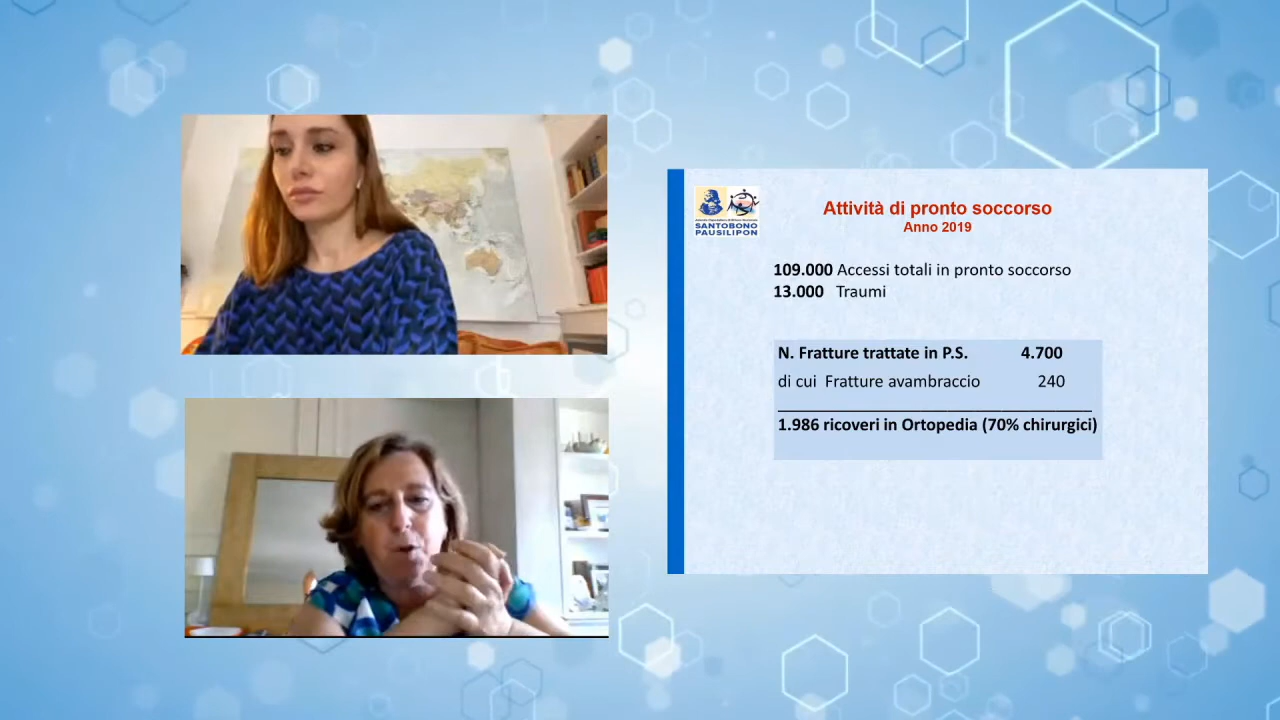 SANTOBONO
PAUSILIPON
Attività di pronto soccorso
Anno 2019
109.000 Accessi totali in pronto soccorso
13.000 Traumi
N. Fratture trattate in P.S. 4.700
di cui Fratture avambraccio 240
1.986 ricoveri in Ortopedia (70% chirurgici)